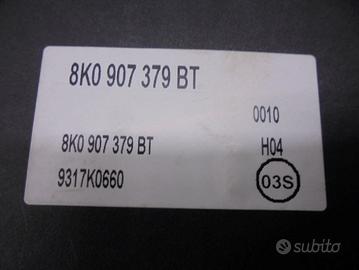 8K0 907 379 BT
0010
8K0 907 379 BT H04
9317K0660 03S
subito